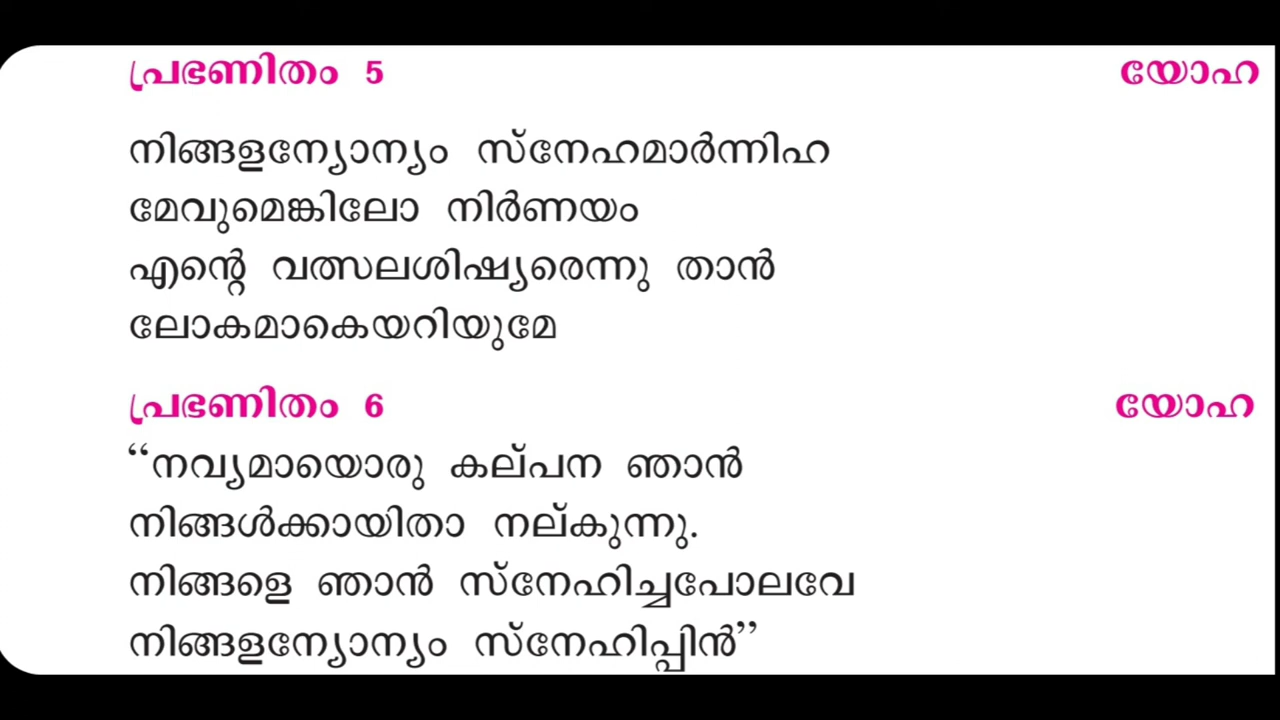 പ്രഭണിതം 5 യോഹ
നിങ്ങളന്യോന്യം സ്നേഹമാർന്നിഹ
മേവുമെങ്കിലോ നിർണയം
എന്റെ വത്സലശിഷ്യരെന്നു താൻ
ലോകമാകെയറിയുമേ
പ്രഭണിതം 6 യോഹ
“നവ്യമായൊരു കല്പന ഞാൻ
നിങ്ങൾക്കായിതാ നല്കുന്നു.
നിങ്ങളെ ഞാൻ സ്നേഹിച്ചപോലവേ
നിങ്ങളന്യോന്യം സ്നേഹിപ്പിൻ”